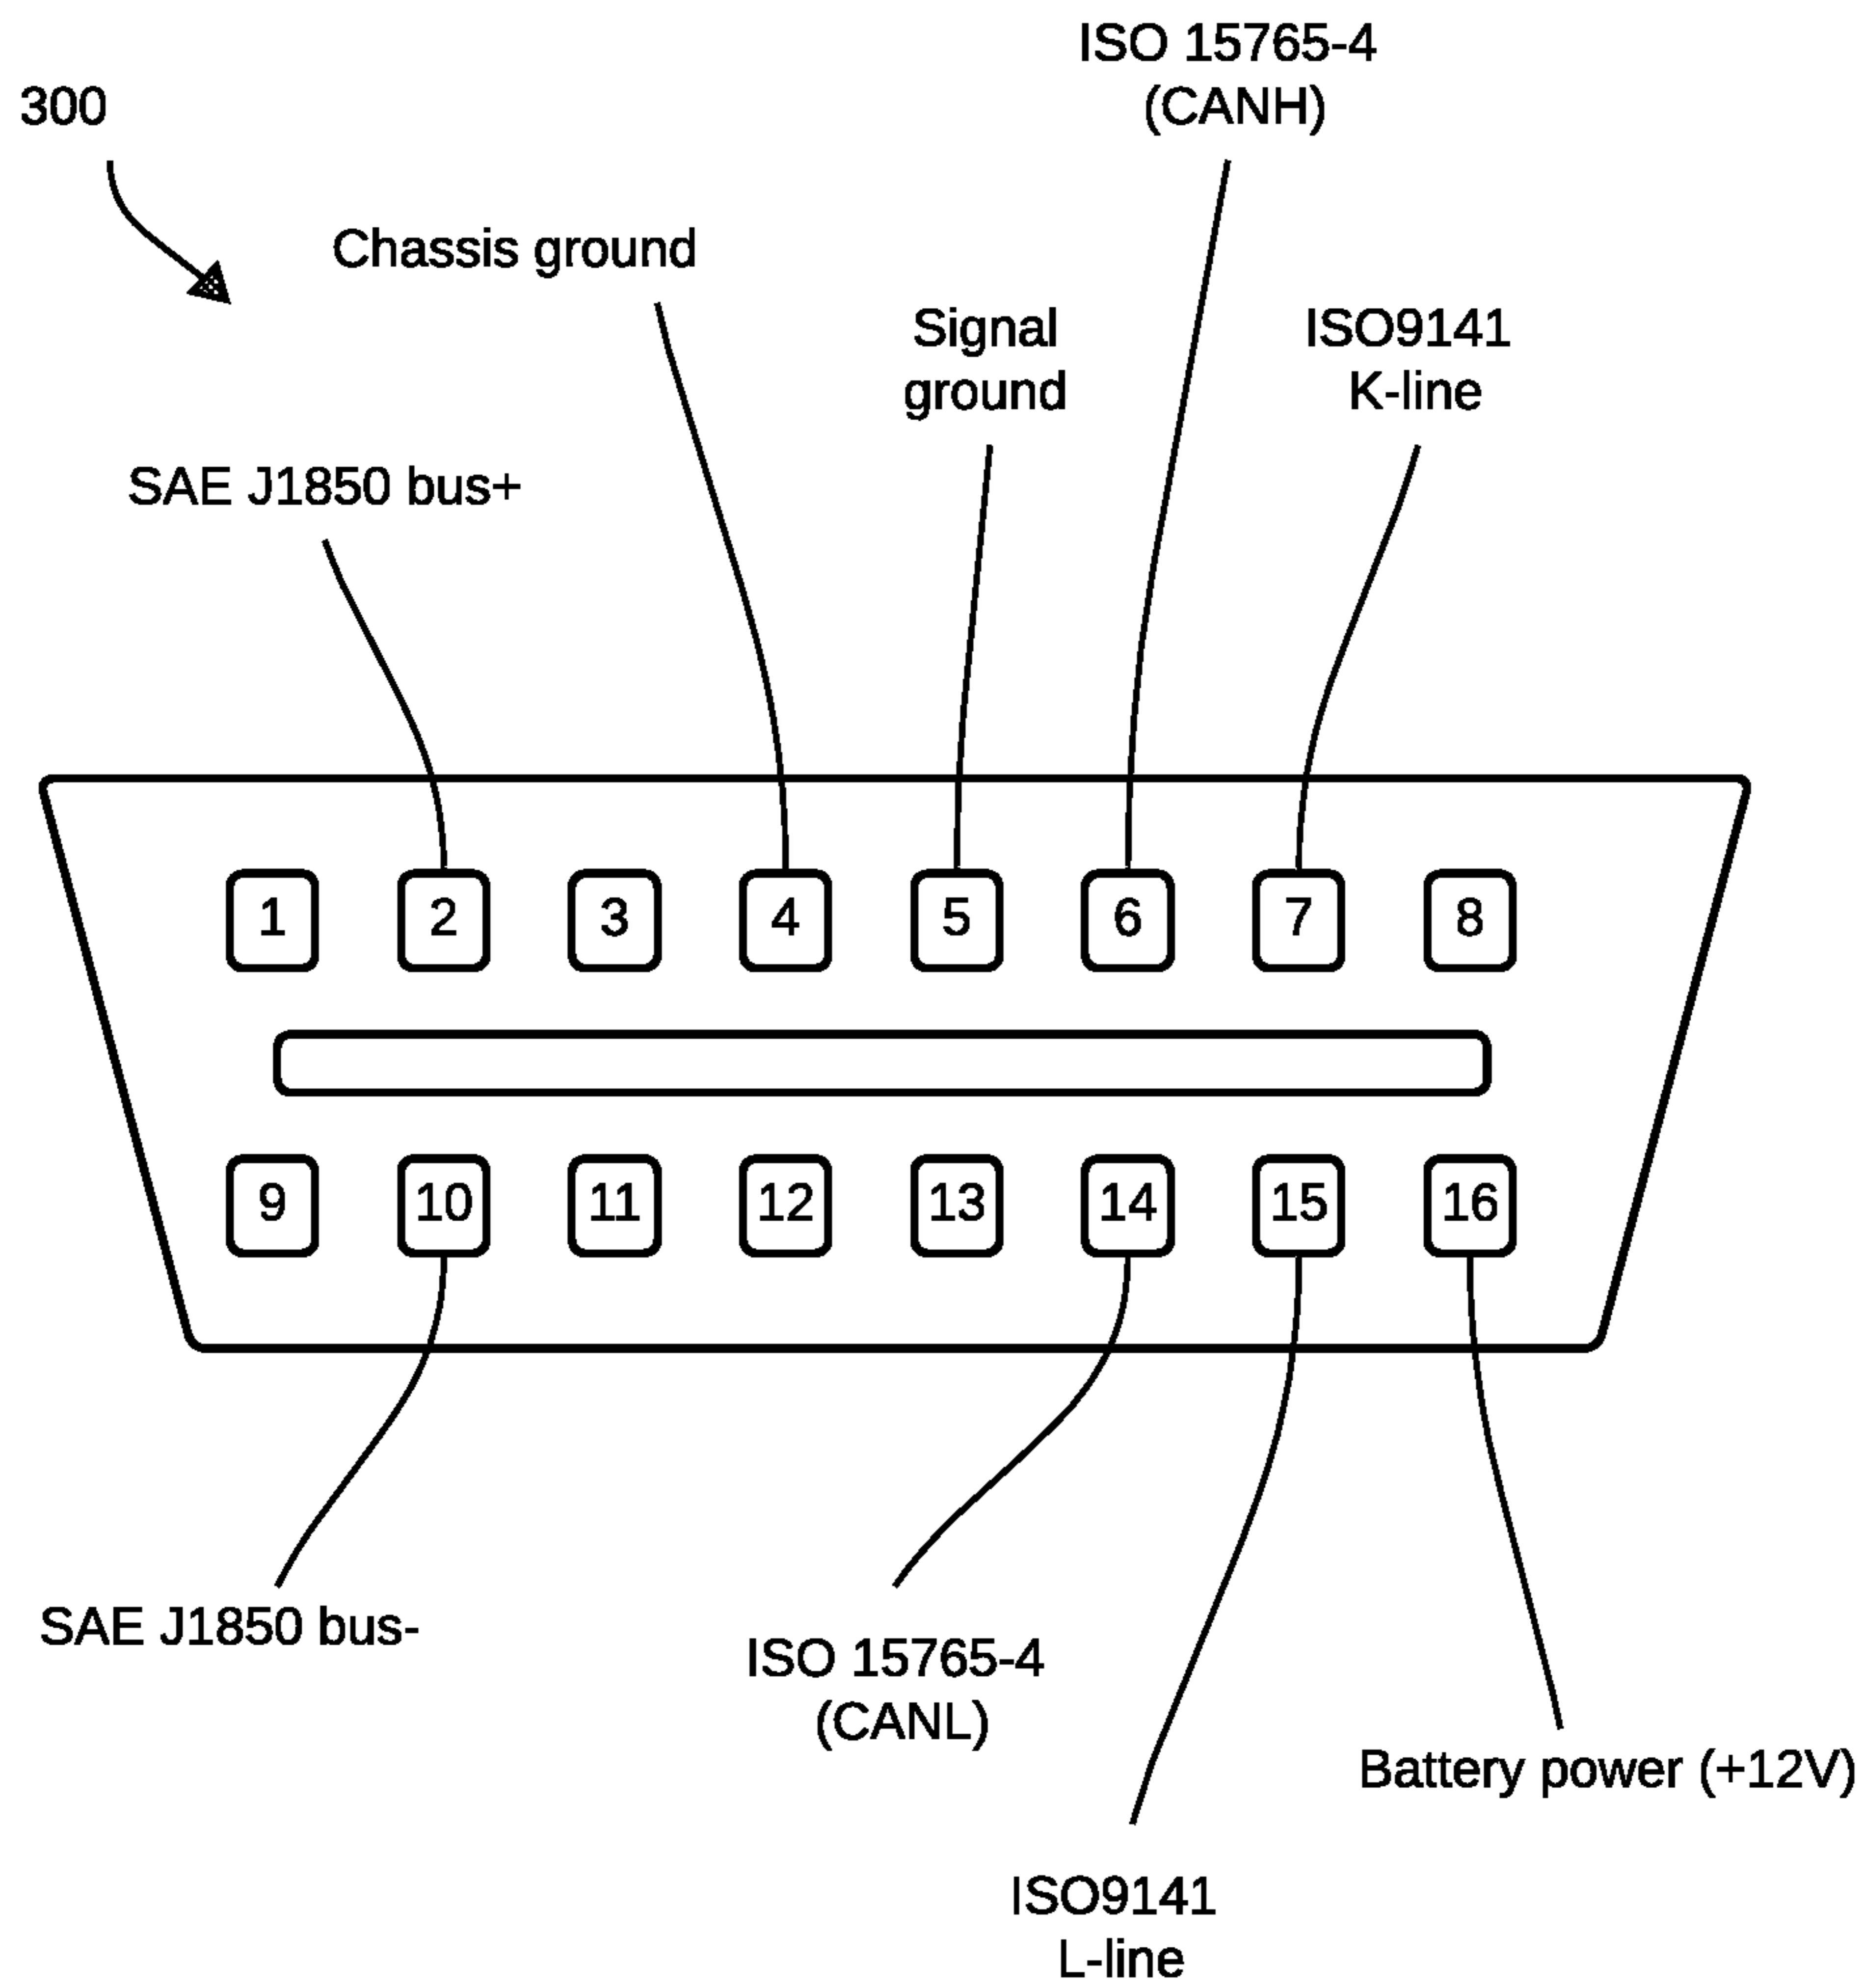 ISO 15765-4
(CANH)
300
Chassis ground
Signal
ground
ISO9141
K-line
SAE J1850 bus+
1
2
3
4
5
6
7
8
9
10
11
12
13
14
15
16
SAE J1850 bus-
ISO 15765-4
(CANL)
Battery power (+12V)
ISO9141
L-line